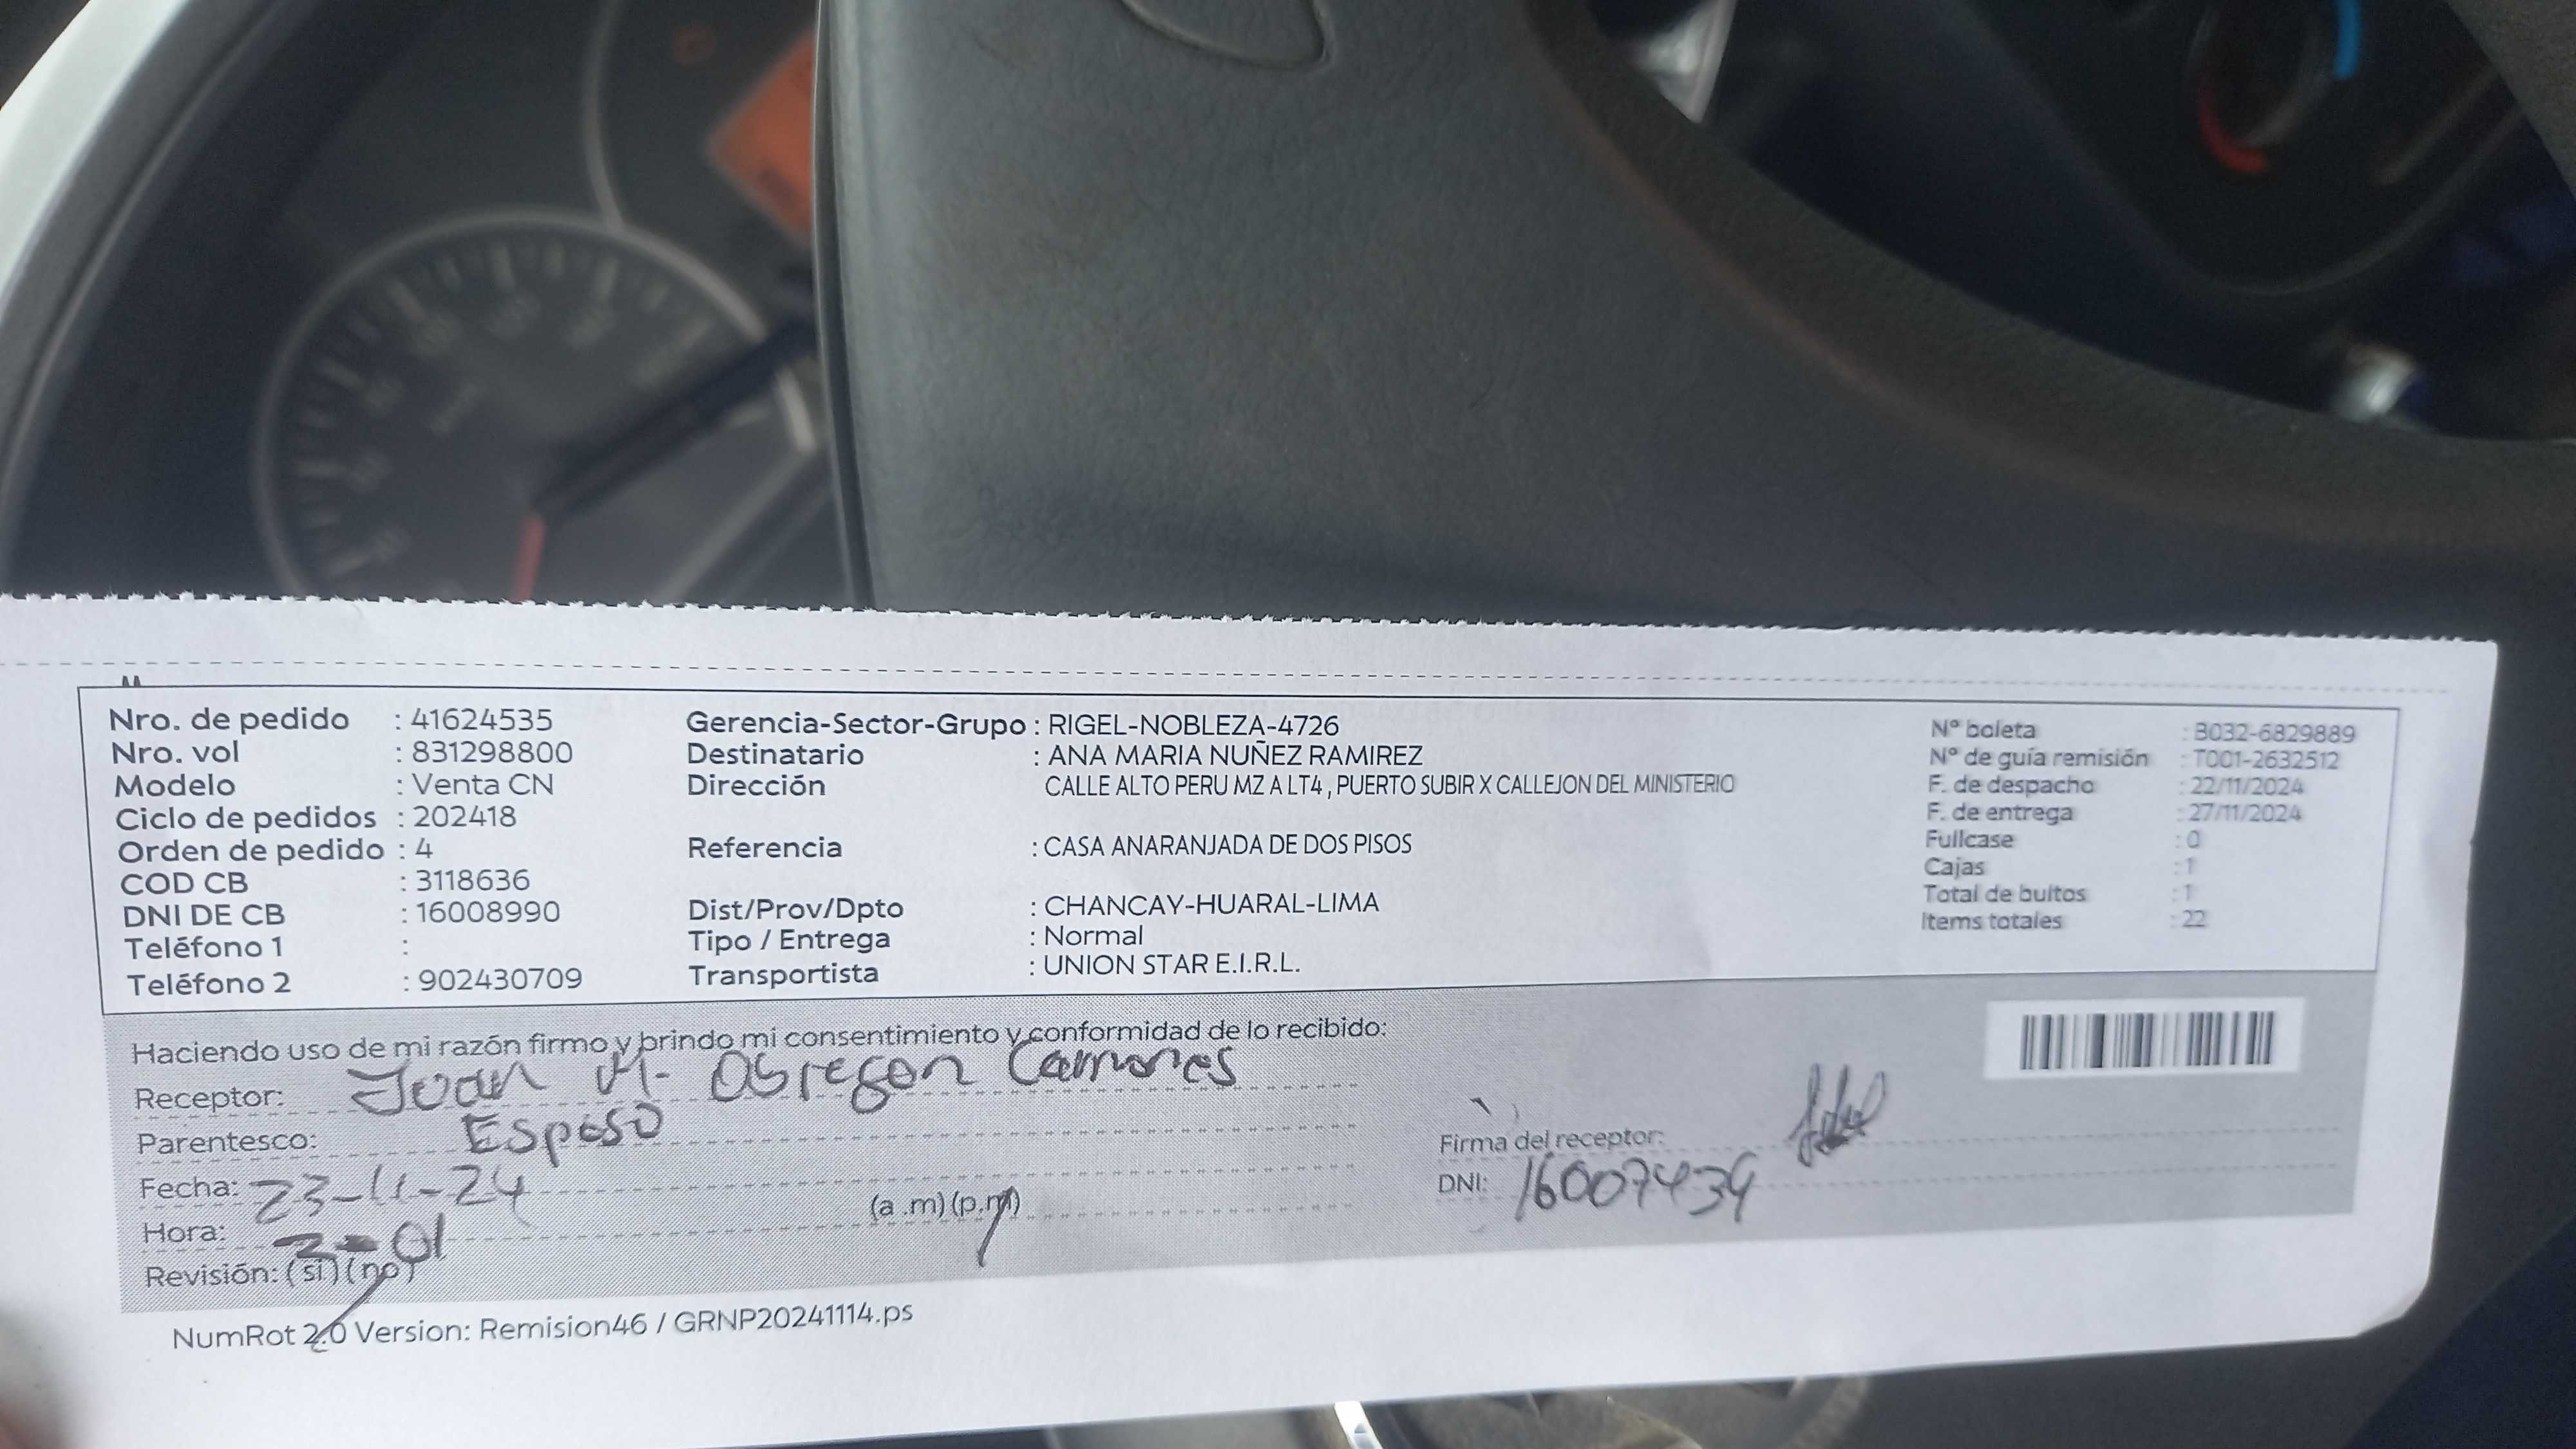 Nro. de pedido : 41624535
Nro. vol : 831298800
Modelo : Venta CN
Ciclo de pedidos : 202418
Orden de pedido : 4
COD CB : 3118636
DNI DE CB : 16008990
Teléfono 1 :
Teléfono 2 : 902430709
Gerencia-Sector-Grupo : RIGEL-NOBLEZA-4726
Destinatario : ANA MARIA NUÑEZ RAMIREZ
Dirección CALLE ALTO PERU MZ A LT4 , PUERTO SUBIR X CALLEJON DEL MINISTERIO
Referencia : CASA ANARANJADA DE DOS PISOS
Dist/Prov/Dpto : CHANCAY-HUARAL-LIMA
Tipo / Entrega : Normal
Transportista : UNION STAR E.I.R.L.
Nº boleta : B032-6829889
Nº de guía remisión : T001-2632512
F. de despacho : 22/11/2024
F. de entrega : 27/11/2024
Fullcase : 0
Cajas : 1
Total de bultos : 1
Items totales : 22
Haciendo uso de mi razón firmo y brindo mi consentimiento y conformidad de lo recibido:
Receptor: Juan M. Obregon
Parentesco: Esposo
Fecha: 23-11-24
Hora: 3-01 (a .m) (p.m)
Revisión: (si) (no)
Firma del receptor:
DNI: 16007434
NumRot 2.0 Version: Remision46 / GRNP20241114.ps